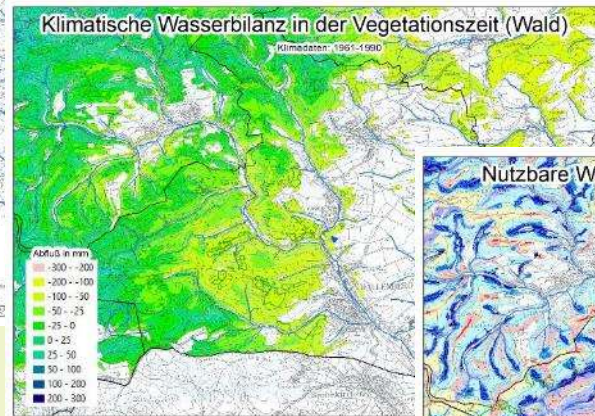 Klimatische Wasserbilanz in der Vegetationszeit (Wald)
Klimadaten: 1961-1990
Nutzbare W
Abfluß in mm
-300 - -200
-200 - -100
-100 - -50
-50 - -25
-25 - 0
0 - 25
25 - 50
50 - 100
100 - 200
200 - 300